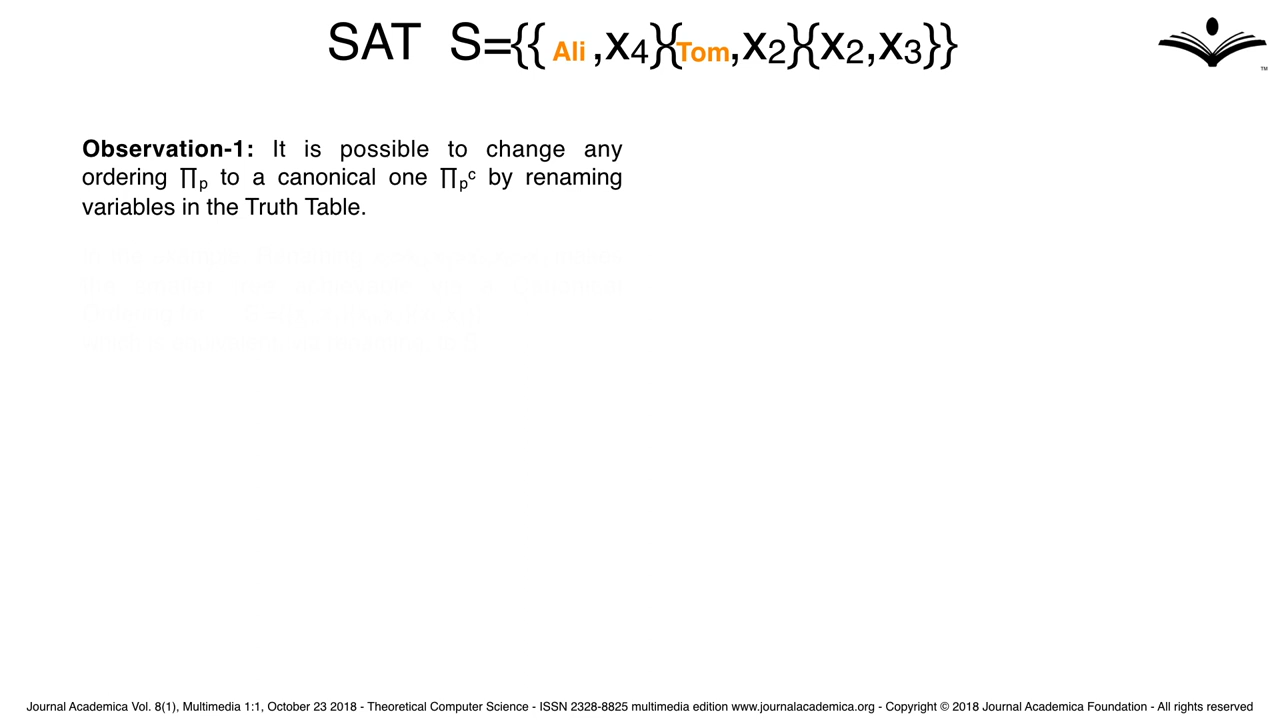 SAT S={{ Ali ,x₄}{Tom,x₂}{x₂,x₃}}
TM
Observation-1: It is possible to change any
ordering ∏ₚ to a canonical one ∏ₚᶜ by renaming
variables in the Truth Table.
Journal Academica Vol. 8(1), Multimedia 1:1, October 23 2018 - Theoretical Computer Science - ISSN 2328-8825 multimedia edition www.journalacademica.org - Copyright © 2018 Journal Academica Foundation - All rights reserved